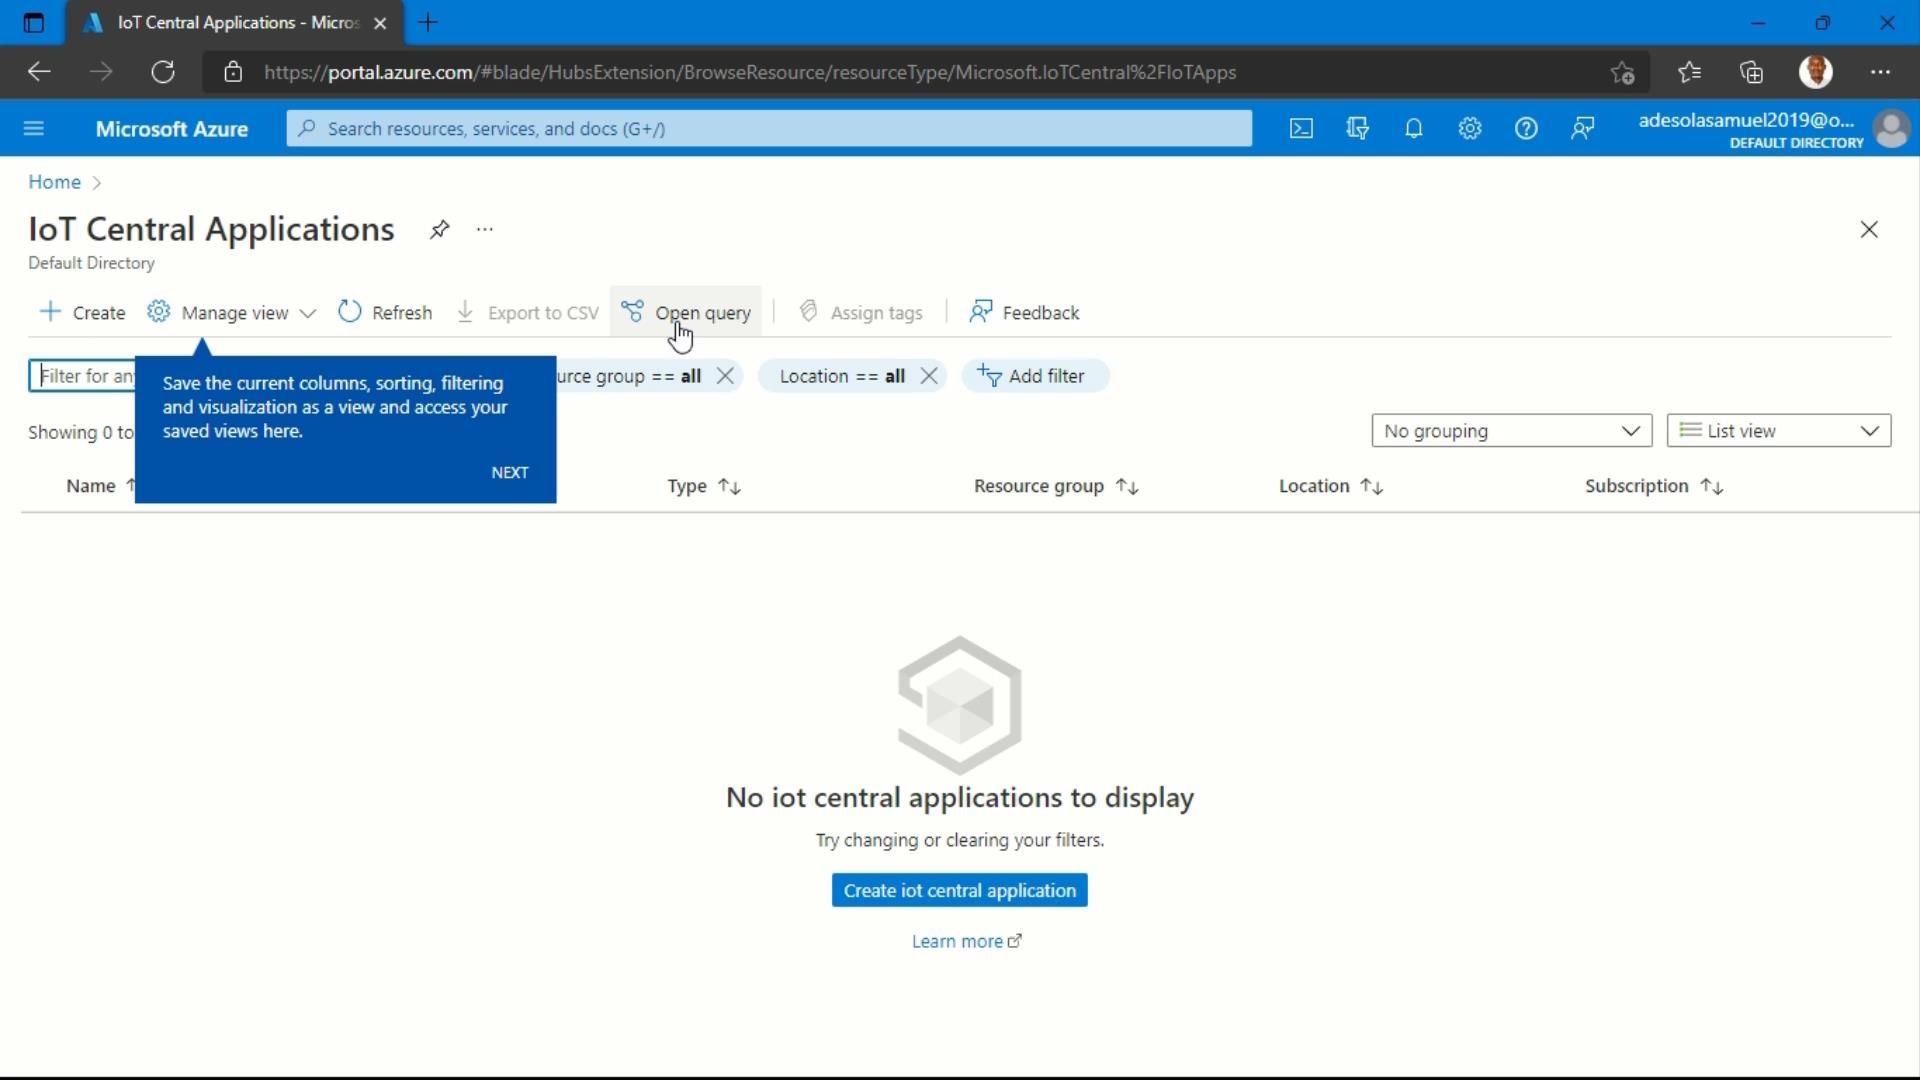 IoT Central Applications - Micros
https://portal.azure.com/#blade/HubsExtension/BrowseResource/resourceType/Microsoft.IoTCentral%2FIoTApps
Microsoft Azure
Search resources, services, and docs (G+/)
adesolasamuel2019@o...
DEFAULT DIRECTORY
Home
IoT Central Applications
Default Directory
Create
Manage view
Refresh
Export to CSV
Open query
Assign tags
Feedback
Filter for an
Save the current columns, sorting, filtering
and visualization as a view and access your
saved views here.
NEXT
urce group == all
Location == all
Add filter
Showing 0 to
No grouping
List view
Name
Type
Resource group
Location
Subscription
No iot central applications to display
Try changing or clearing your filters.
Create iot central application
Learn more